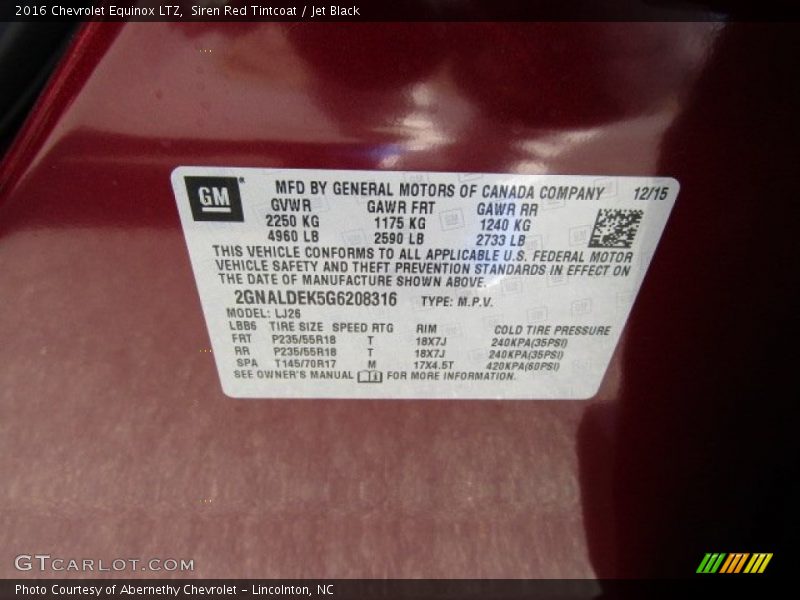 2016 Chevrolet Equinox LTZ, Siren Red Tintcoat / Jet Black
GM
MFD BY GENERAL MOTORS OF CANADA COMPANY 12/15
GVWR GAWR FRT GAWR RR
2250 KG 1175 KG 1240 KG
4960 LB 2590 LB 2733 LB
THIS VEHICLE CONFORMS TO ALL APPLICABLE U.S. FEDERAL MOTOR
VEHICLE SAFETY AND THEFT PREVENTION STANDARDS IN EFFECT ON
THE DATE OF MANUFACTURE SHOWN ABOVE.
2GNALDEK5G6208316 TYPE: M.P.V.
MODEL: LJ26
LBB6 TIRE SIZE SPEED RTG RIM COLD TIRE PRESSURE
FRT P235/55R18 T 18X7J 240KPA(35PSI)
RR P235/55R18 T 18X7J 240KPA(35PSI)
SPA T145/70R17 M 17X4.5T 420KPA(60PSI)
SEE OWNER'S MANUAL FOR MORE INFORMATION.
GTCARLOT.COM
Photo Courtesy of Abernethy Chevrolet – Lincolnton, NC